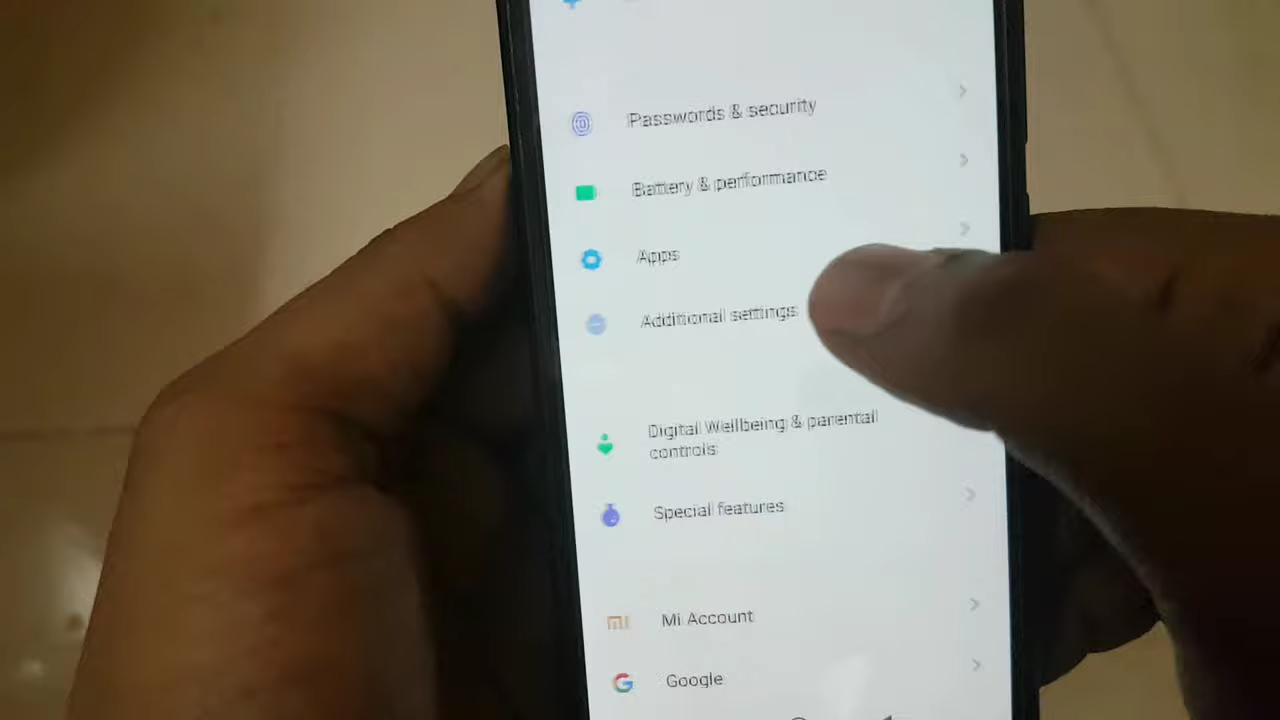 Passwords & security
Battery & performance
Apps
Additional settings
Digital Wellbeing & parental
controls
Special features
Mi Account
Google